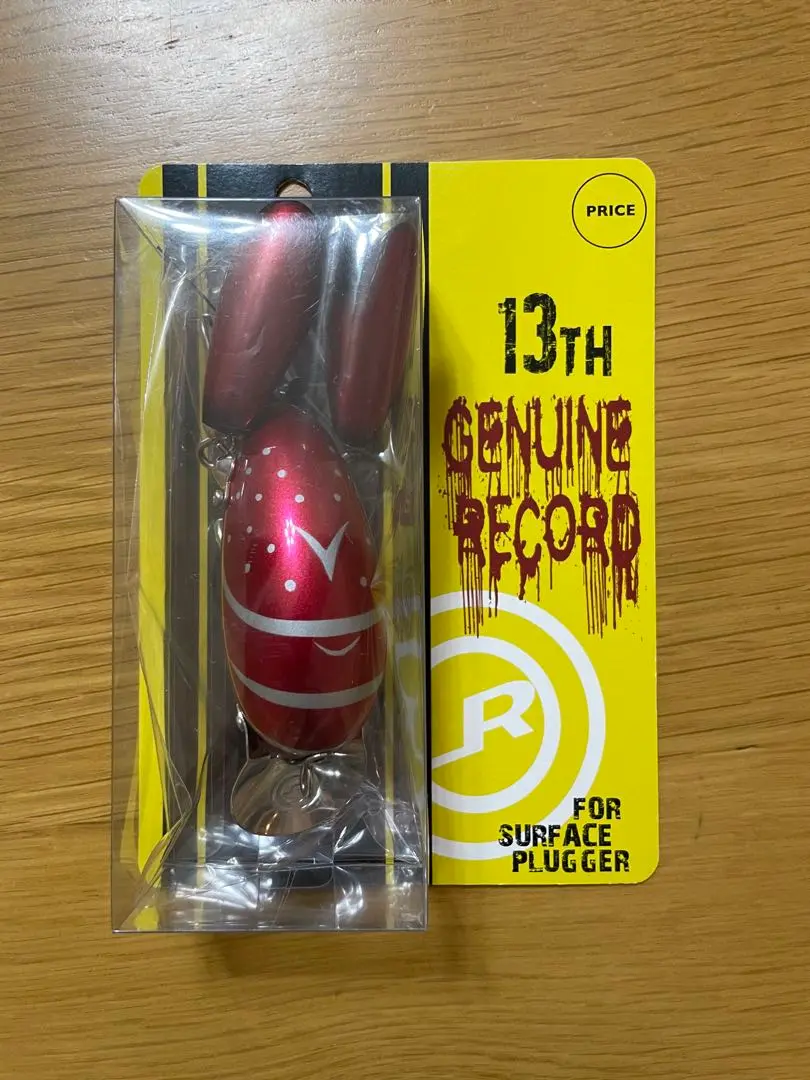 PRICE
13TH
GENUINE
RECORD
R
FOR
SURFACE
PLUGGER